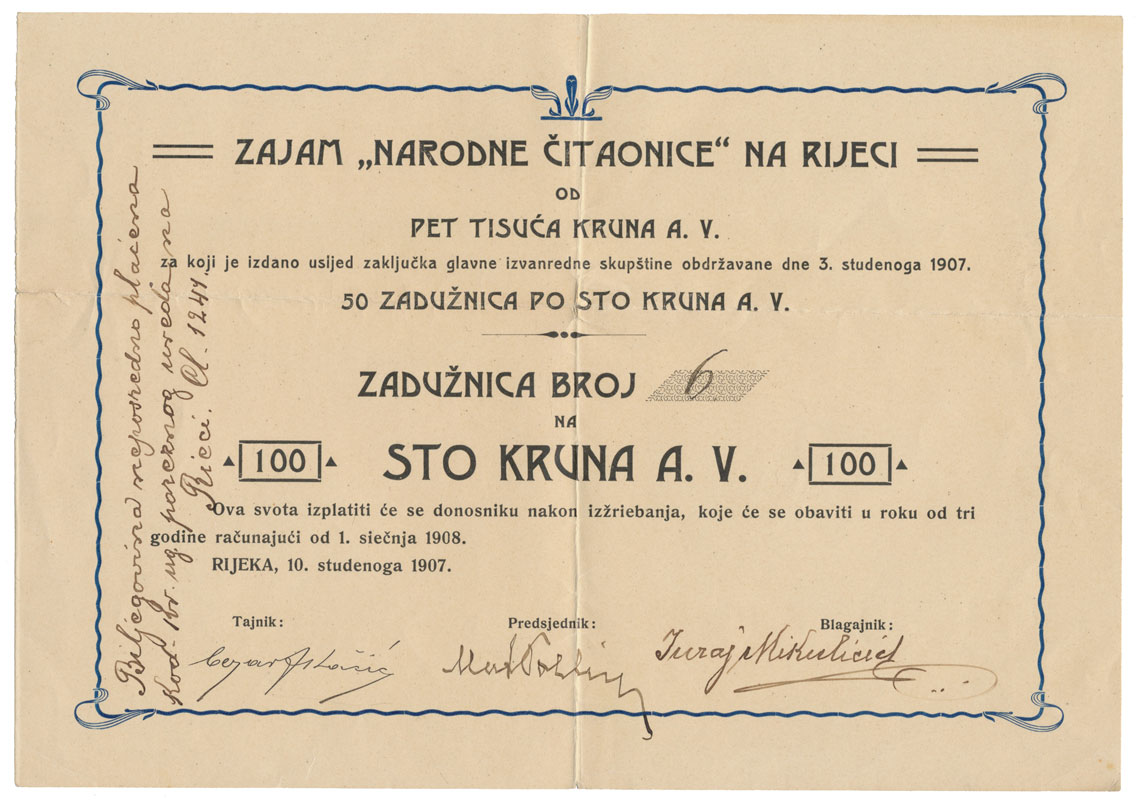 ZAJAM „NARODNE ČITAONICE“ NA RIJECI
OD
PET TISUĆA KRUNA A. V.
za koji je izdano usljed zaključka glavne izvanredne skupštine obdržavane dne 3. studenoga 1907.
50 ZADUŽNICA PO STO KRUNA A. V.
ZADUŽNICA BROJ 6
NA
100 STO KRUNA A. V. 100
Ova svota izplatiti će se donosniku nakon izžriebanja, koje će se obaviti u roku od tri
godine računajući od 1. siečnja 1908.
RIJEKA, 10. studenoga 1907.
Tajnik: Predsjednik: Blagajnik:
Juraj Mikuličić
Biljegovina neposredno plaćena
kod kr. ug. poreznog ureda na
Rieci. Čl. 1241.